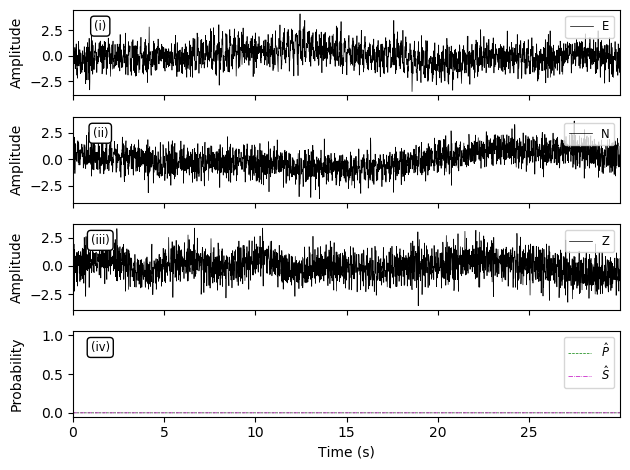 Amplitude
2.5
0.0
−2.5
(i)
E
Amplitude
2.5
0.0
−2.5
(ii)
N
Amplitude
2.5
0.0
−2.5
(iii)
Z
Probability
1.0
0.5
0.0
(iv)
P̂
Ŝ
0 5 10 15 20 25
Time (s)